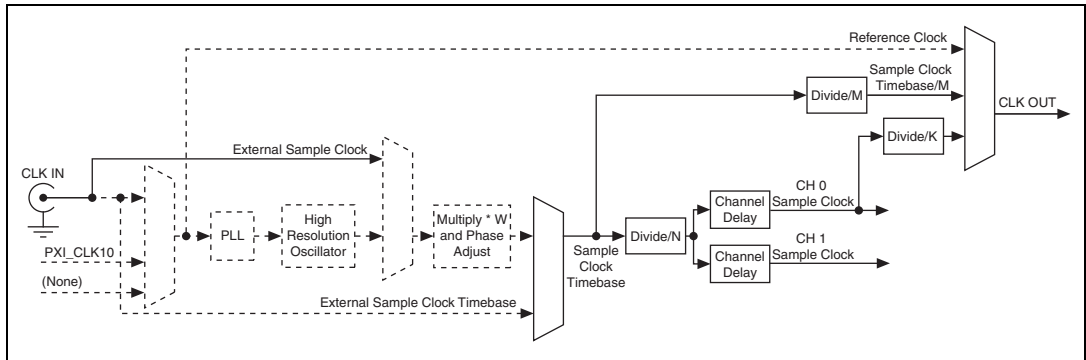 Reference Clock
Sample Clock
Timebase/M
Divide/M
CLK OUT
Divide/K
External Sample Clock
CLK IN
PLL
High
Resolution
Oscillator
Multiply * W
and Phase
Adjust
PXI_CLK10
(None)
External Sample Clock Timebase
Sample
Clock
Timebase
Divide/N
Channel
Delay
CH 0
Sample Clock
Channel
Delay
CH 1
Sample Clock